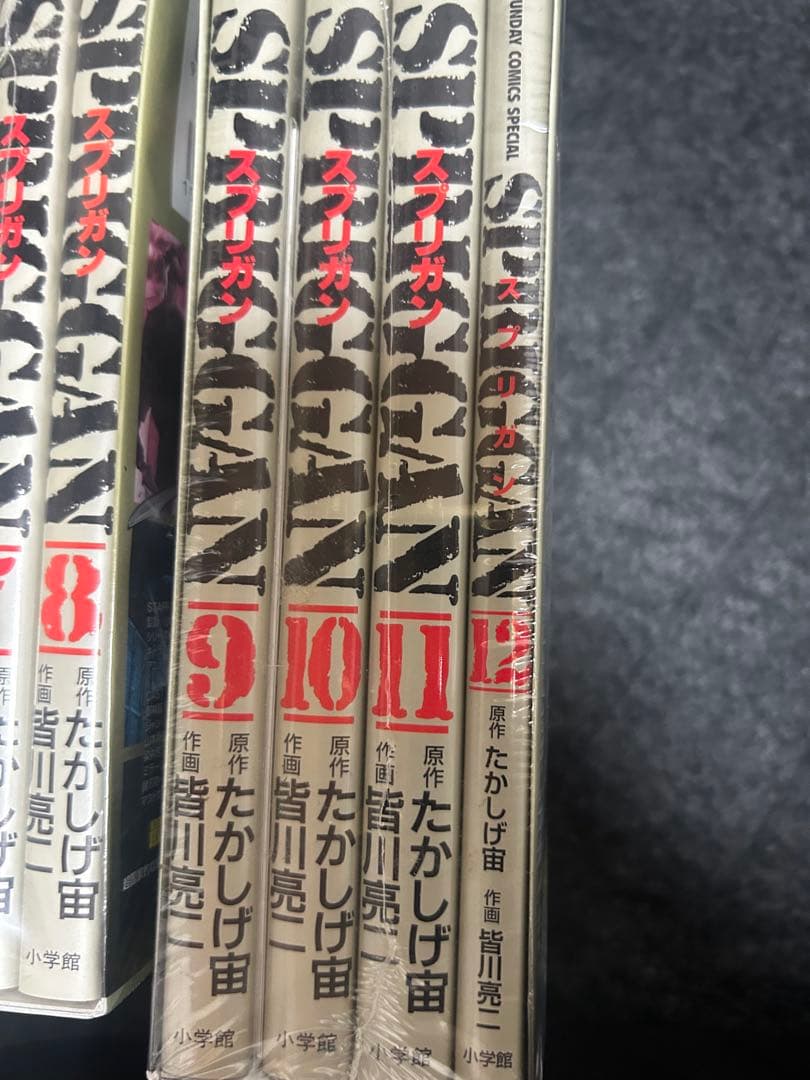 スプリガン
7
スプリガン
8
原作
たかしげ宙
作画
皆川亮二
小学館
SPRIGGAN
スプリガン
9
原作
たかしげ宙
作画
皆川亮二
小学館
SPRIGGAN
スプリガン
10
原作
たかしげ宙
作画
皆川亮二
小学館
SPRIGGAN
スプリガン
11
原作
たかしげ宙
作画
皆川亮二
小学館
SUNDAY COMICS SPECIAL
SPRIGGAN
スプリガン
12
原作 たかしげ宙
作画 皆川亮二
小学館